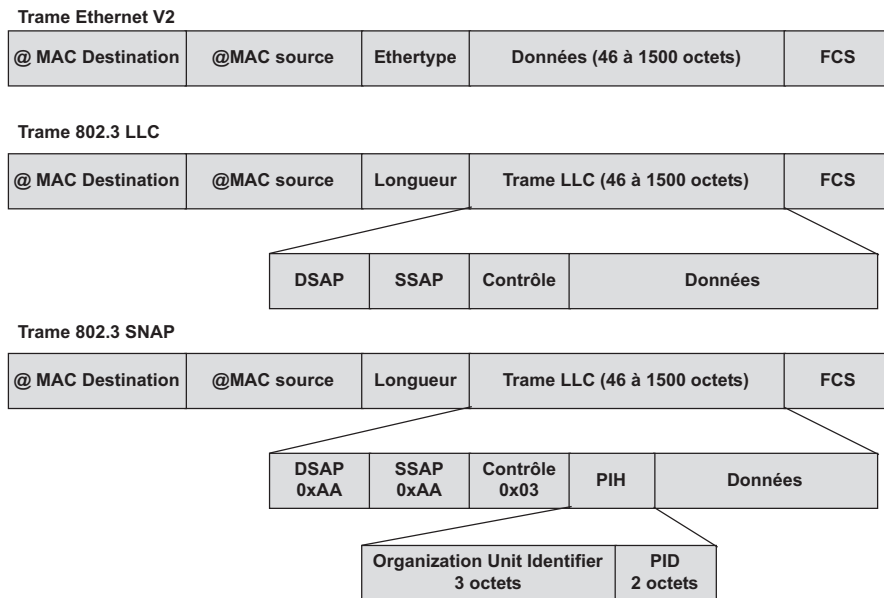 Trame Ethernet V2
@ MAC Destination @MAC source Ethertype Données (46 à 1500 octets) FCS
Trame 802.3 LLC
@ MAC Destination @MAC source Longueur Trame LLC (46 à 1500 octets) FCS
DSAP SSAP Contrôle Données
Trame 802.3 SNAP
@ MAC Destination @MAC source Longueur Trame LLC (46 à 1500 octets) FCS
DSAP
0xAA
SSAP
0xAA
Contrôle
0x03
PIH
Données
Organization Unit Identifier
3 octets
PID
2 octets